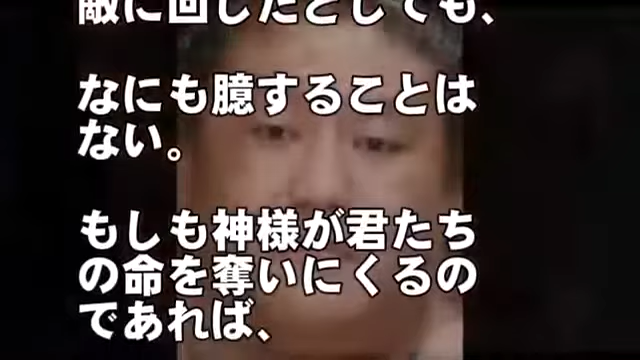 敵に回したとしても、
なにも臆することは
ない。
もしも神様が君たち
の命を奪いにくるの
であれば、